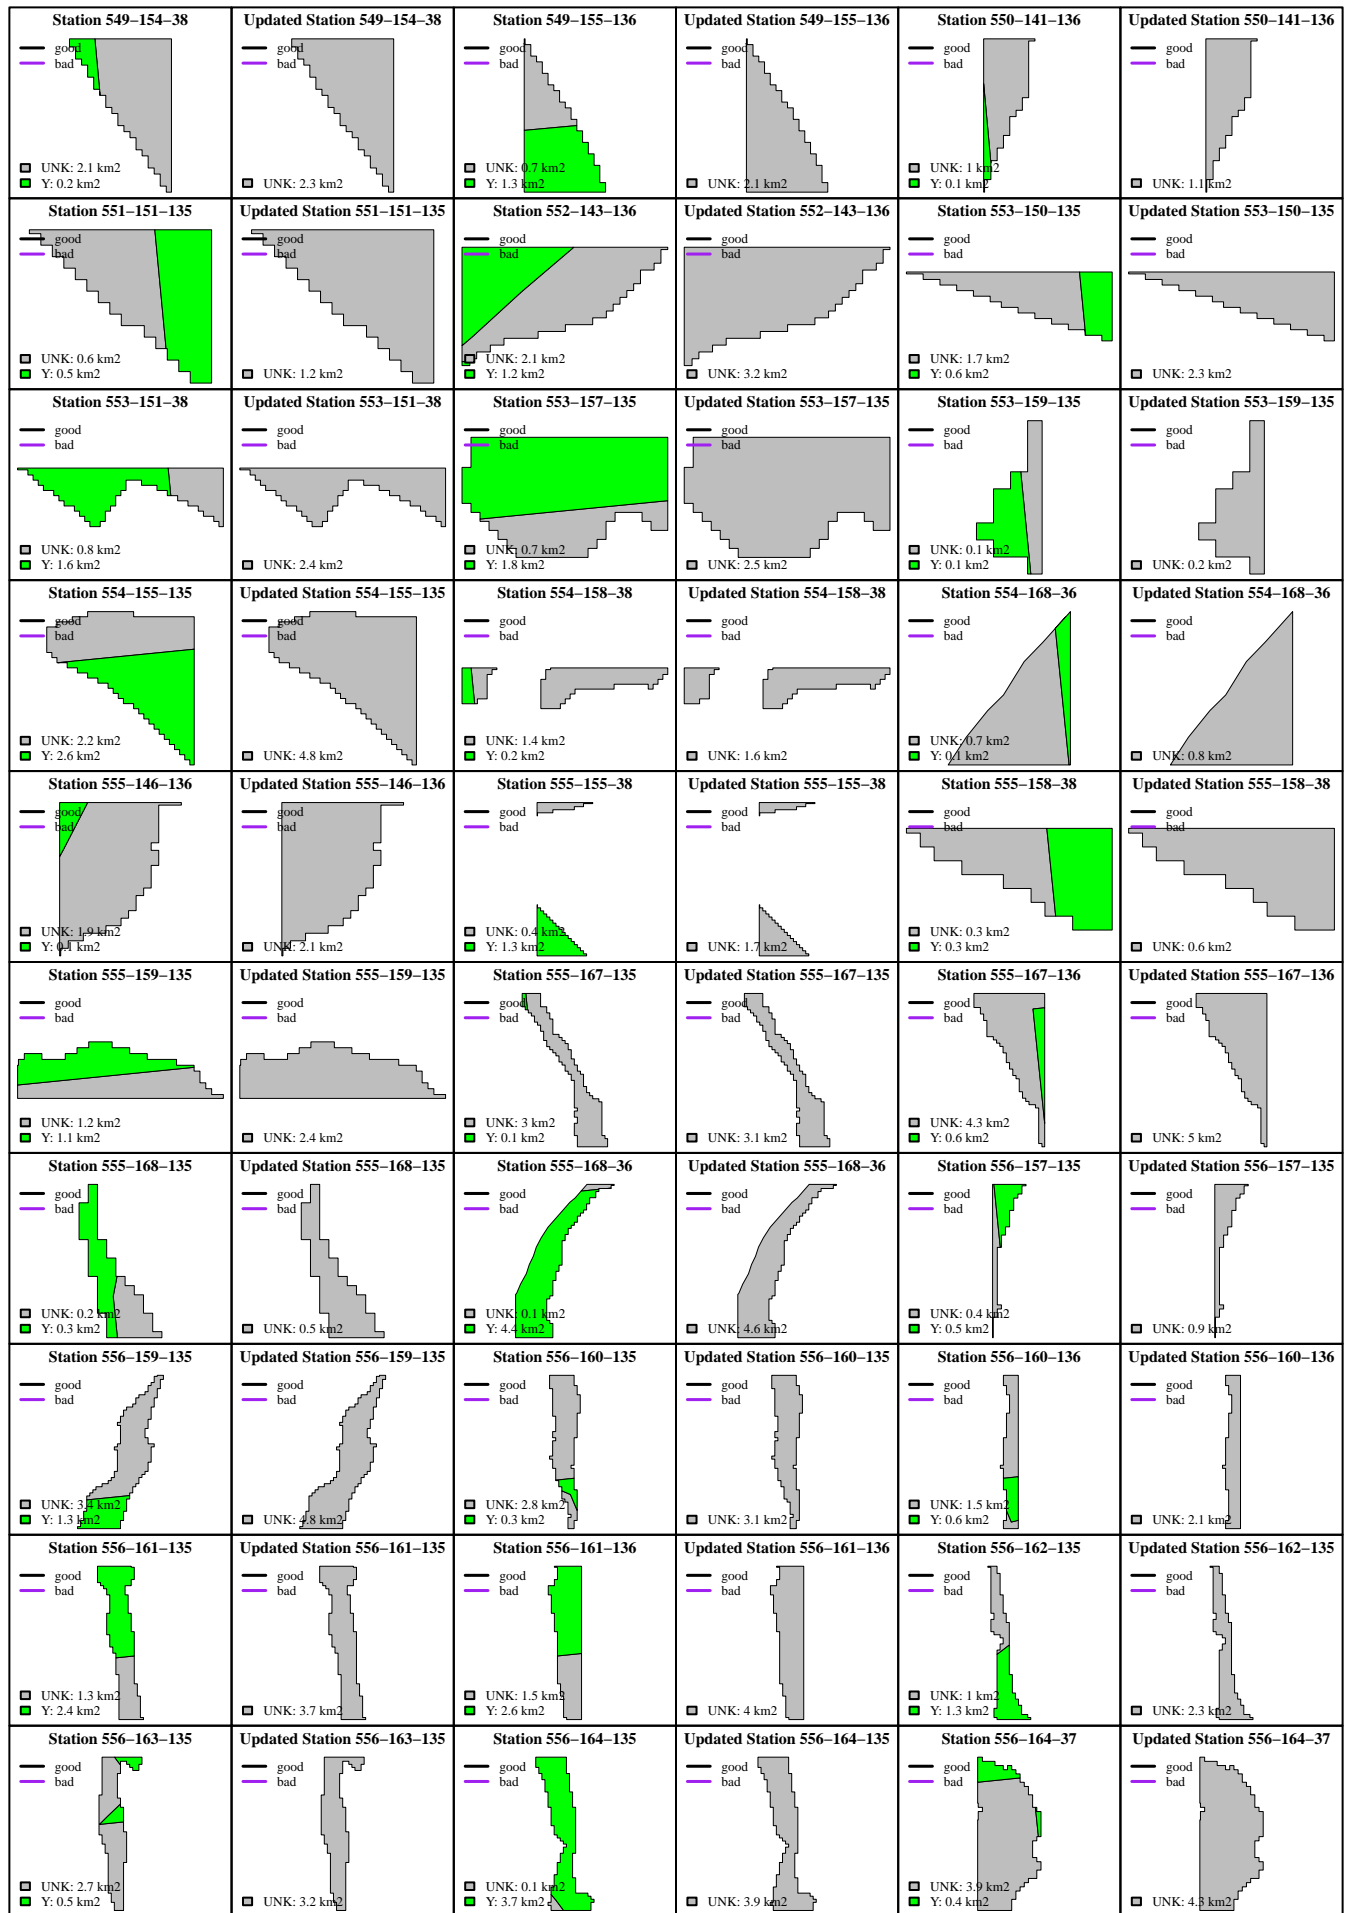 Station 549–154–38
good
bad
UNK: 2.1 km2
Y: 0.2 km2
Updated Station 549–154–38
good
bad
UNK: 2.3 km2
Station 549–155–136
good
bad
UNK: 0.7 km2
Y: 1.3 km2
Updated Station 549–155–136
good
bad
UNK: 2.1 km2
Station 550–141–136
good
bad
UNK: 1 km2
Y: 0.1 km2
Updated Station 550–141–136
good
bad
UNK: 1.1 km2
Station 551–151–135
good
bad
UNK: 0.6 km2
Y: 0.5 km2
Updated Station 551–151–135
good
bad
UNK: 1.2 km2
Station 552–143–136
good
bad
UNK: 2.1 km2
Y: 1.2 km2
Updated Station 552–143–136
good
bad
UNK: 3.2 km2
Station 553–150–135
good
bad
UNK: 1.7 km2
Y: 0.6 km2
Updated Station 553–150–135
good
bad
UNK: 2.3 km2
Station 553–151–38
good
bad
UNK: 0.8 km2
Y: 1.6 km2
Updated Station 553–151–38
good
bad
UNK: 2.4 km2
Station 553–157–135
good
bad
UNK: 0.7 km2
Y: 1.8 km2
Updated Station 553–157–135
good
bad
UNK: 2.5 km2
Station 553–159–135
good
bad
UNK: 0.1 km2
Y: 0.1 km2
Updated Station 553–159–135
good
bad
UNK: 0.2 km2
Station 554–155–135
good
bad
UNK: 2.2 km2
Y: 2.6 km2
Updated Station 554–155–135
good
bad
UNK: 4.8 km2
Station 554–158–38
good
bad
UNK: 1.4 km2
Y: 0.2 km2
Updated Station 554–158–38
good
bad
UNK: 1.6 km2
Station 554–168–36
good
bad
UNK: 0.7 km2
Y: 0.1 km2
Updated Station 554–168–36
good
bad
UNK: 0.8 km2
Station 555–146–136
good
bad
UNK: 1.9 km2
Y: 0.1 km2
Updated Station 555–146–136
good
bad
UNK: 2.1 km2
Station 555–155–38
good
bad
UNK: 0.4 km2
Y: 1.3 km2
Updated Station 555–155–38
good
bad
UNK: 1.7 km2
Station 555–158–38
good
bad
UNK: 0.3 km2
Y: 0.3 km2
Updated Station 555–158–38
good
bad
UNK: 0.6 km2
Station 555–159–135
good
bad
UNK: 1.2 km2
Y: 1.1 km2
Updated Station 555–159–135
good
bad
UNK: 2.4 km2
Station 555–167–135
good
bad
UNK: 3 km2
Y: 0.1 km2
Updated Station 555–167–135
good
bad
UNK: 3.1 km2
Station 555–167–136
good
bad
UNK: 4.3 km2
Y: 0.6 km2
Updated Station 555–167–136
good
bad
UNK: 5 km2
Station 555–168–135
good
bad
UNK: 0.2 km2
Y: 0.3 km2
Updated Station 555–168–135
good
bad
UNK: 0.5 km2
Station 555–168–36
good
bad
UNK: 0.1 km2
Y: 4.4 km2
Updated Station 555–168–36
good
bad
UNK: 4.6 km2
Station 556–157–135
good
bad
UNK: 0.4 km2
Y: 0.5 km2
Updated Station 556–157–135
good
bad
UNK: 0.9 km2
Station 556–159–135
good
bad
UNK: 3.4 km2
Y: 1.3 km2
Updated Station 556–159–135
good
bad
UNK: 4.8 km2
Station 556–160–135
good
bad
UNK: 2.8 km2
Y: 0.3 km2
Updated Station 556–160–135
good
bad
UNK: 3.1 km2
Station 556–160–136
good
bad
UNK: 1.5 km2
Y: 0.6 km2
Updated Station 556–160–136
good
bad
UNK: 2.1 km2
Station 556–161–135
good
bad
UNK: 1.3 km2
Y: 2.4 km2
Updated Station 556–161–135
good
bad
UNK: 3.7 km2
Station 556–161–136
good
bad
UNK: 1.5 km2
Y: 2.6 km2
Updated Station 556–161–136
good
bad
UNK: 4 km2
Station 556–162–135
good
bad
UNK: 1 km2
Y: 1.3 km2
Updated Station 556–162–135
good
bad
UNK: 2.3 km2
Station 556–163–135
good
bad
UNK: 2.7 km2
Y: 0.5 km2
Updated Station 556–163–135
good
bad
UNK: 3.2 km2
Station 556–164–135
good
bad
UNK: 0.1 km2
Y: 3.7 km2
Updated Station 556–164–135
good
bad
UNK: 3.9 km2
Station 556–164–37
good
bad
UNK: 3.9 km2
Y: 0.4 km2
Updated Station 556–164–37
good
bad
UNK: 4.3 km2